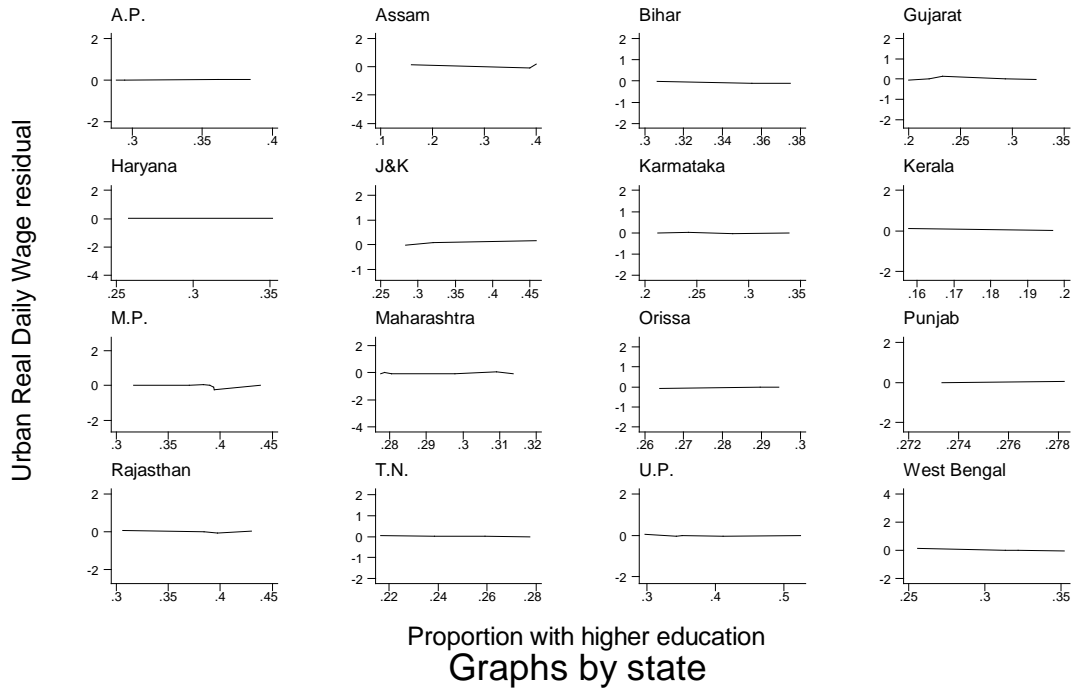 Urban Real Daily Wage residual
A.P.
2
0
-2
.3 .35 .4
Assam
2
0
-2
-4
.1 .2 .3 .4
Bihar
2
1
0
-1
-2
.3 .32 .34 .36 .38
Gujarat
2
1
0
-1
-2
.2 .25 .3 .35
Haryana
2
0
-2
-4
.25 .3 .35
J&K
2
1
0
-1
.25 .3 .35 .4 .45
Karmataka
2
1
0
-1
-2
.2 .25 .3 .35
Kerala
2
0
-2
.16 .17 .18 .19 .2
M.P.
2
0
-2
.3 .35 .4 .45
Maharashtra
2
0
-2
-4
.28 .29 .3 .31 .32
Orissa
2
1
0
-1
-2
.26 .27 .28 .29 .3
Punjab
2
0
-2
.272 .274 .276 .278
Rajasthan
2
0
-2
.3 .35 .4 .45
T.N.
2
1
0
-1
-2
.22 .24 .26 .28
U.P.
2
0
-2
.3 .4 .5
West Bengal
4
2
0
-2
.25 .3 .35
Proportion with higher education
Graphs by state